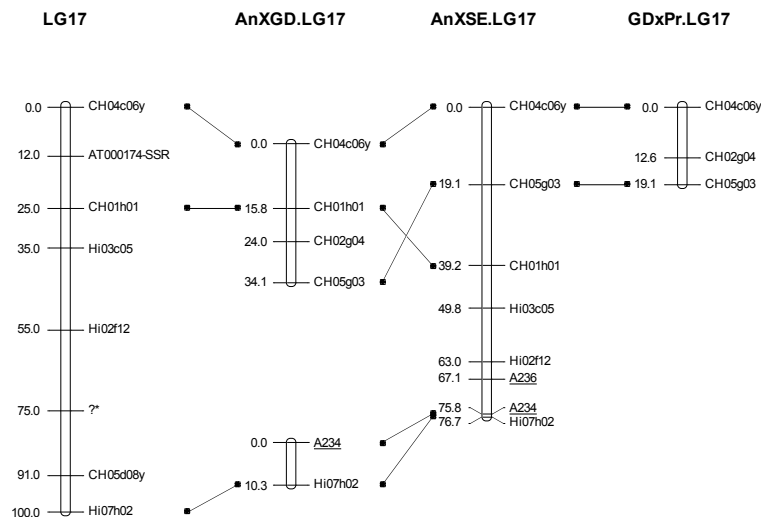 LG17
AnXGD.LG17
AnXSE.LG17
GDxPr.LG17
0.0 CH04c06y
12.0 AT000174-SSR
25.0 CH01h01
35.0 Hi03c05
55.0 Hi02f12
75.0 ?*
91.0 CH05d08y
100.0 Hi07h02
0.0 CH04c06y
15.8 CH01h01
24.0 CH02g04
34.1 CH05g03
0.0 A234
10.3 Hi07h02
0.0 CH04c06y
19.1 CH05g03
39.2 CH01h01
49.8 Hi03c05
63.0 Hi02f12
67.1 A236
75.8 A234
76.7 Hi07h02
0.0 CH04c06y
12.6 CH02g04
19.1 CH05g03